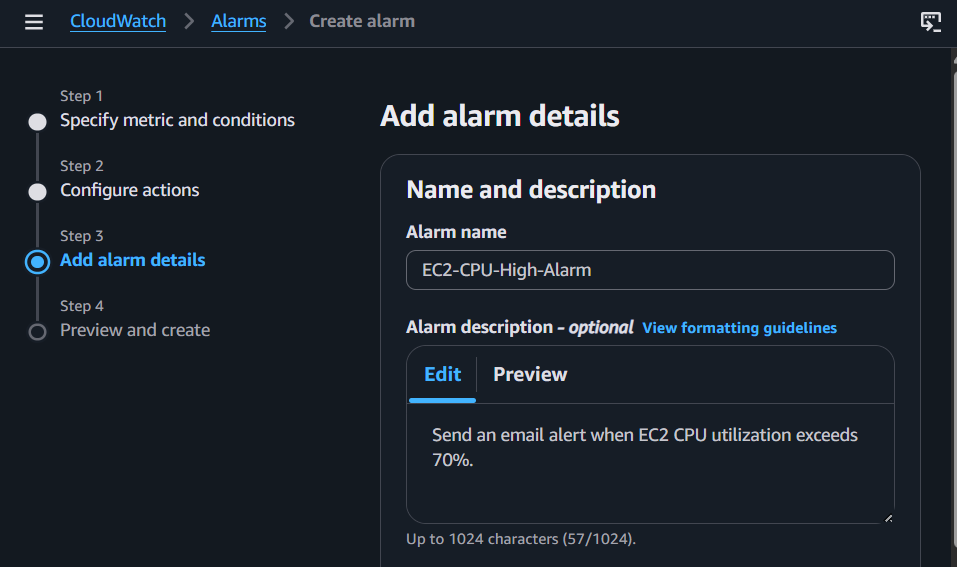 CloudWatch > Alarms > Create alarm
Step 1
Specify metric and conditions
Step 2
Configure actions
Step 3
Add alarm details
Step 4
Preview and create
Add alarm details
Name and description
Alarm name
EC2-CPU-High-Alarm
Alarm description - optional View formatting guidelines
Edit Preview
Send an email alert when EC2 CPU utilization exceeds
70%.
Up to 1024 characters (57/1024).